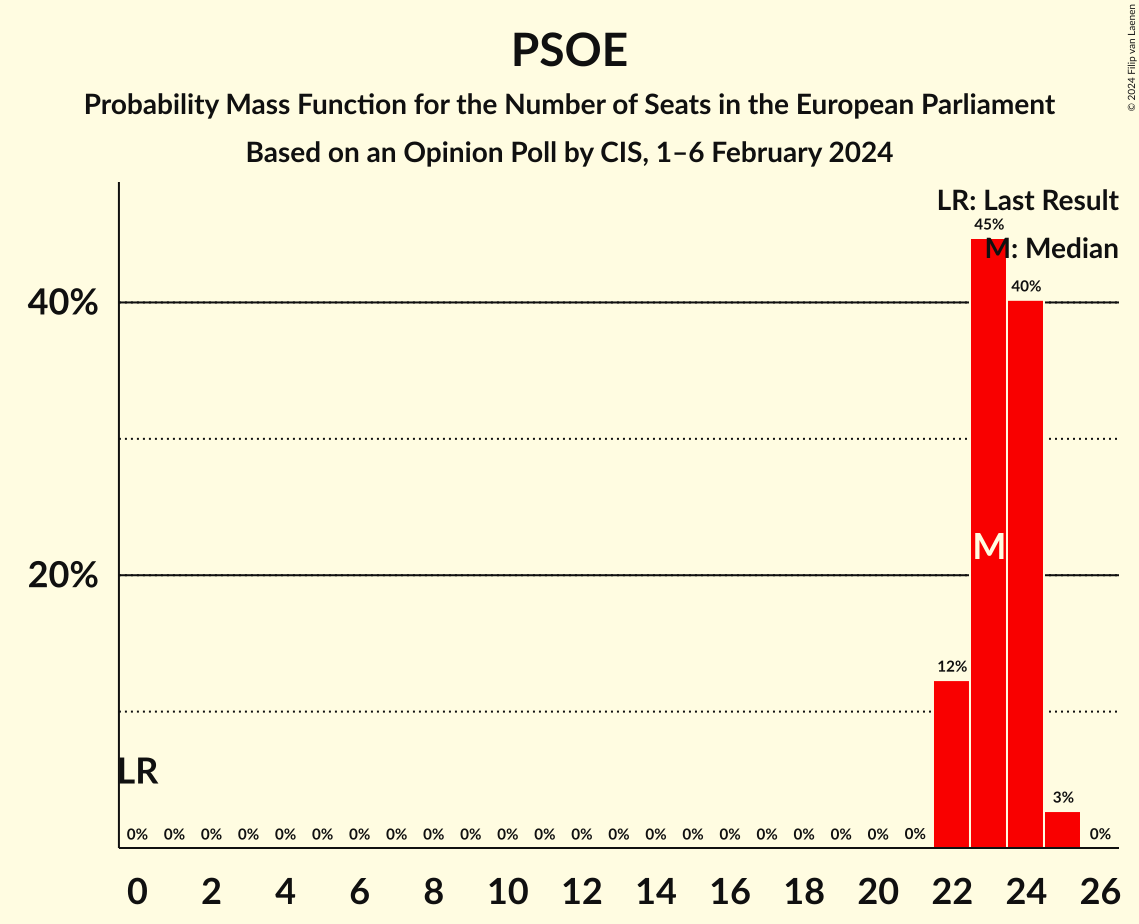 PSOE
Probability Mass Function for the Number of Seats in the European Parliament
Based on an Opinion Poll by CIS, 1–6 February 2024
© 2024 Filip van Laenen
LR: Last Result
M: Median
45%
40%
40%
M
20%
12%
LR
3%
0% 0% 0% 0% 0% 0% 0% 0% 0% 0% 0% 0% 0% 0% 0% 0% 0% 0% 0% 0% 0% 0% 0%
0 2 4 6 8 10 12 14 16 18 20 22 24 26